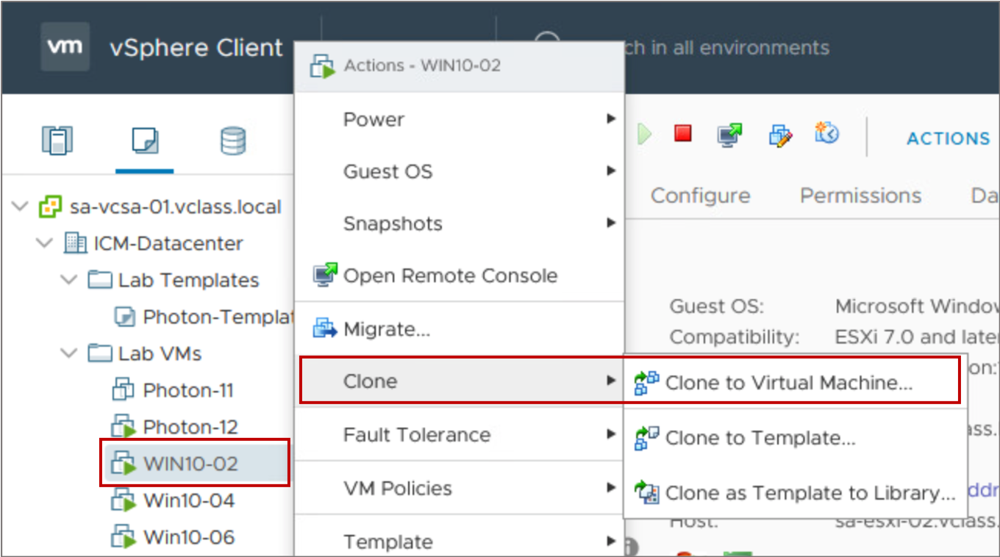 vm vSphere Client
ch in all environments
Actions - WIN10-02
Power
Guest OS
Snapshots
Open Remote Console
Migrate...
Clone
Fault Tolerance
VM Policies
Template
Clone to Virtual Machine...
Clone to Template...
Clone as Template to Library...
sa-vcsa-01.vclass.local
ICM-Datacenter
Lab Templates
Photon-Templat
Lab VMs
Photon-11
Photon-12
WIN10-02
Win10-04
Win10-06
ACTIONS
Configure Permissions Da
Guest OS: Microsoft Window
Compatibility: ESXi 7.0 and later
on:
ass.
ddr
Host: sa-esxi-02.vclass.